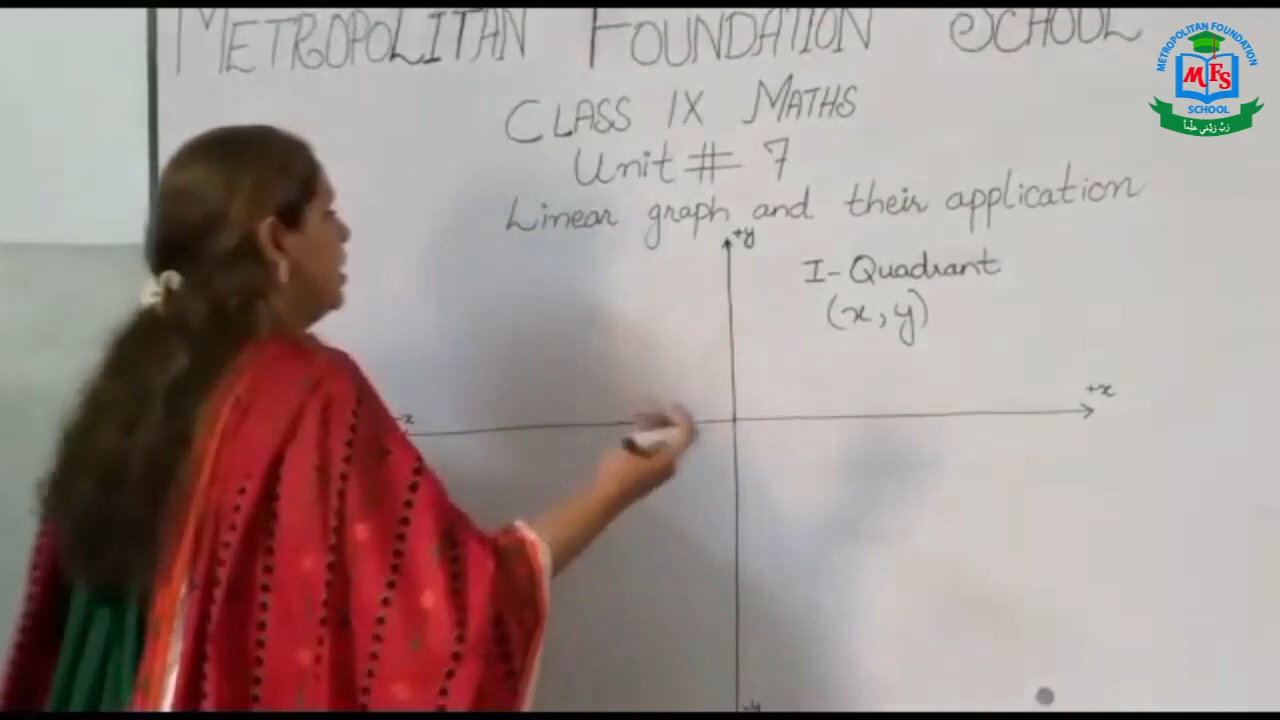 METROPOLITAN FOUNDATION SCHOOL
CLASS IX MATHS
Unit # 7
Linear graph and their application
+y
I-Quadrant
(x, y)
+x
-x
-y
METROPOLITAN FOUNDATION
MFS
SCHOOL
رَبِّ زِدْنِي عِلْمًا